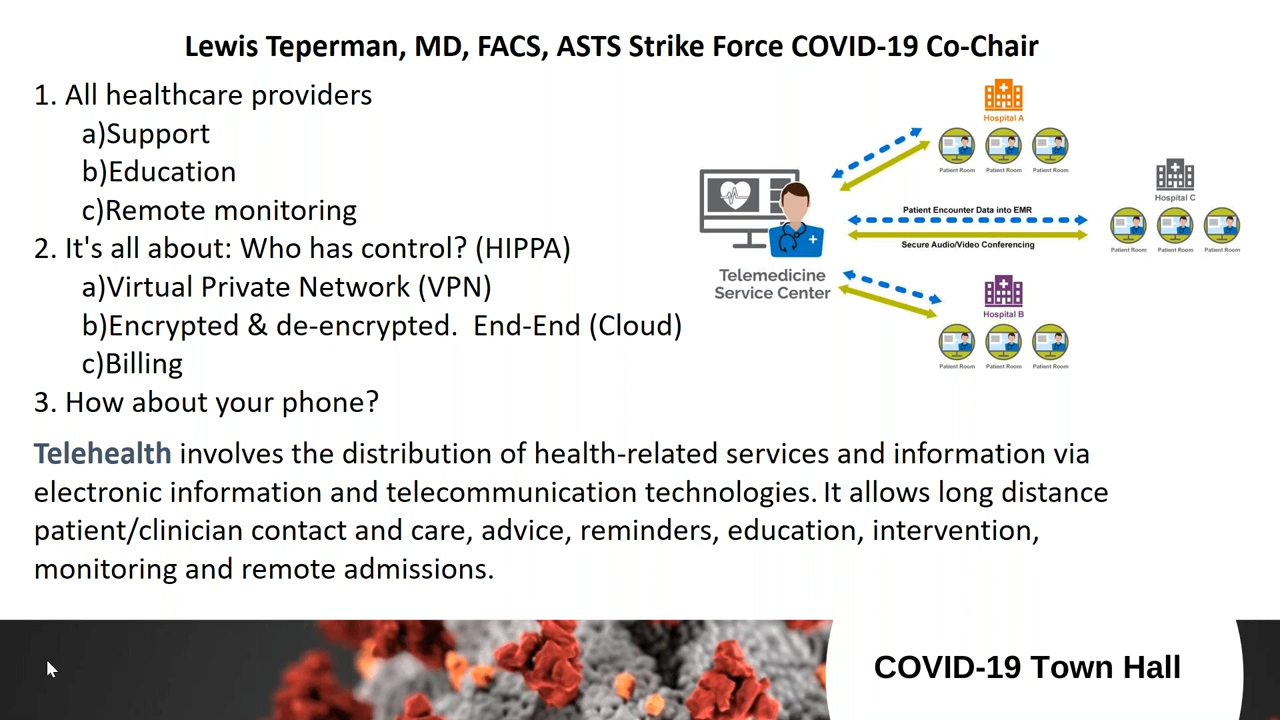 Lewis Teperman, MD, FACS, ASTS Strike Force COVID-19 Co-Chair
1. All healthcare providers
a)Support
b)Education
c)Remote monitoring
2. It's all about: Who has control? (HIPPA)
a)Virtual Private Network (VPN)
b)Encrypted & de-encrypted.  End-End (Cloud)
c)Billing
3. How about your phone?
Telehealth involves the distribution of health-related services and information via
electronic information and telecommunication technologies. It allows long distance
patient/clinician contact and care, advice, reminders, education, intervention,
monitoring and remote admissions.
Telemedicine
Service Center
Hospital A
Patient Room Patient Room Patient Room
Patient Encounter Data into EMR
Secure Audio/Video Conferencing
Hospital C
Patient Room Patient Room Patient Room
Hospital B
Patient Room Patient Room Patient Room
COVID-19 Town Hall